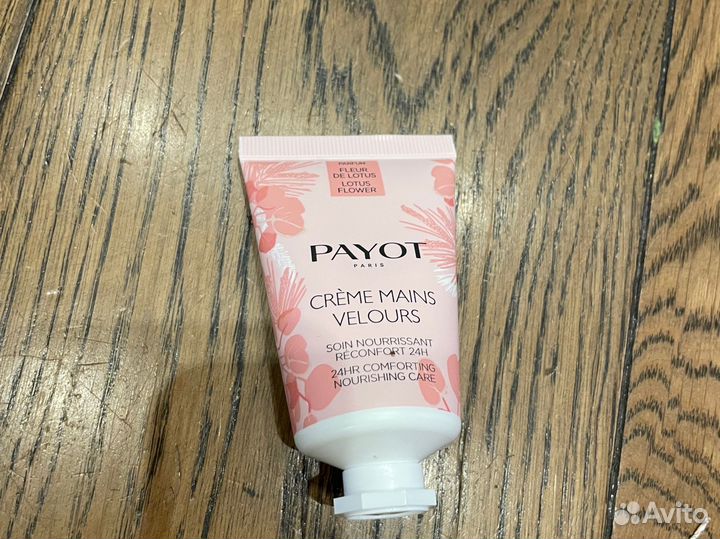 PARFUM
FLEUR
DE LOTUS
LOTUS
FLOWER
PAYOT
PARIS
CRÈME MAINS
VELOURS
SOIN NOURRISSANT
RÉCONFORT 24H
24HR COMFORTING
NOURISHING CARE
Avito